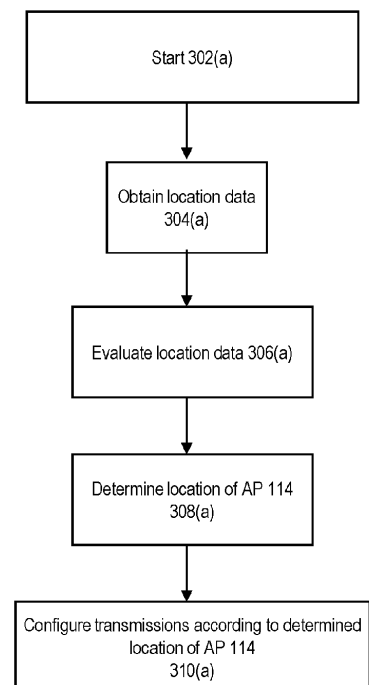 Start 302(a)
Obtain location data
304(a)
Evaluate location data 306(a)
Determine location of AP 114
308(a)
Configure transmissions according to determined
location of AP 114
310(a)